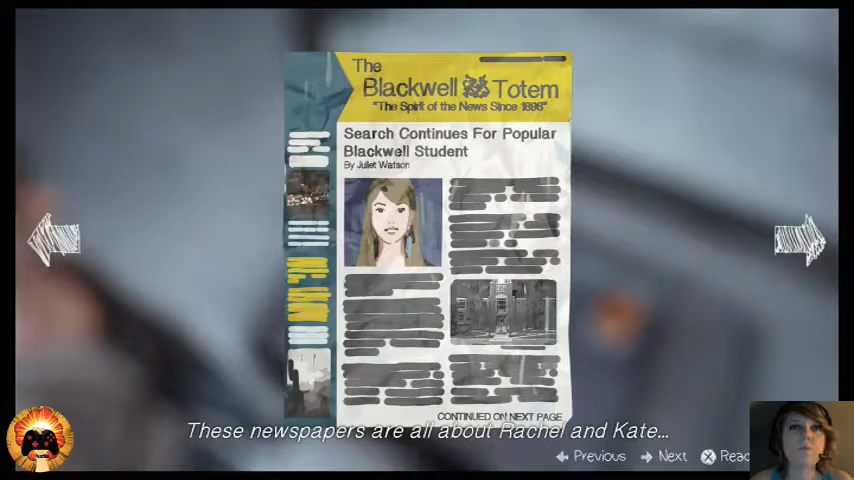 The
Blackwell Totem
"The Spirit of the News Since 1896"
Search Continues For Popular
Blackwell Student
By Juliet Watson
CONTINUED ON NEXT PAGE
These newspapers are all about Rachel and Kate...
Previous Next Read